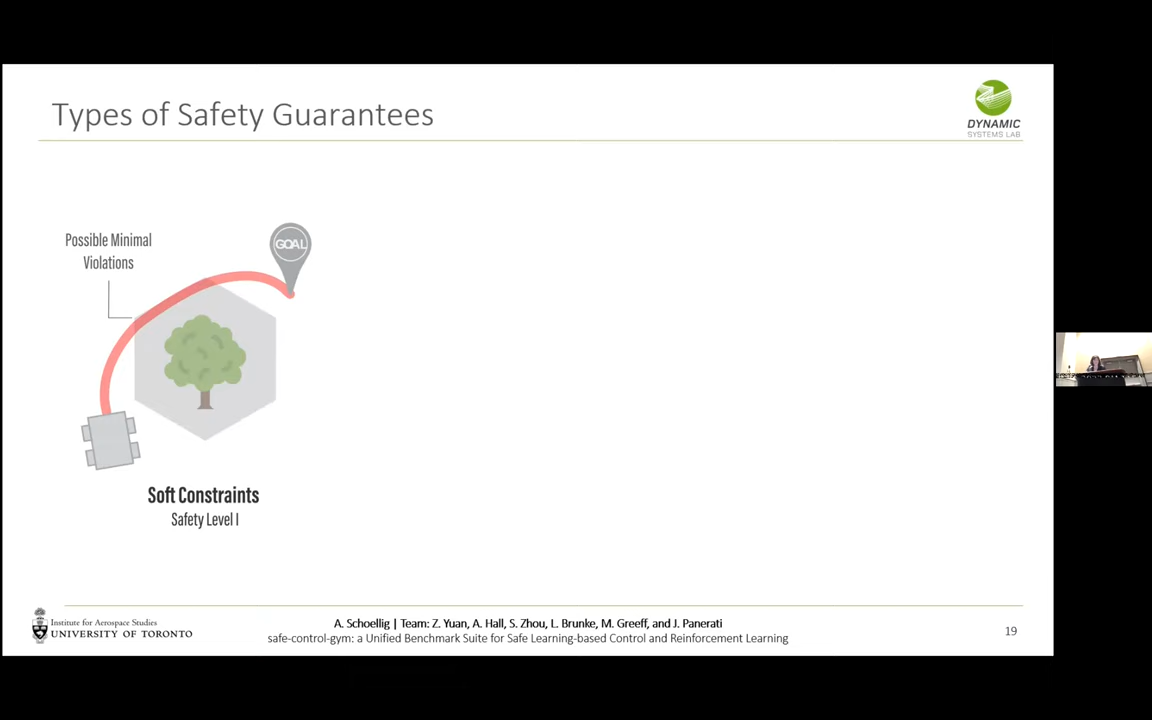 Types of Safety Guarantees
DYNAMIC
SYSTEMS LAB
Possible Minimal
Violations
GOAL
Soft Constraints
Safety Level I
Institute for Aerospace Studies
UNIVERSITY OF TORONTO
A. Schoellig | Team: Z. Yuan, A. Hall, S. Zhou, L. Brunke, M. Greeff, and J. Panerati
safe-control-gym: a Unified Benchmark Suite for Safe Learning-based Control and Reinforcement Learning
19